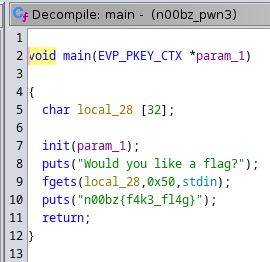 Decompile: main - (n00bz_pwn3)
1
2 void main(EVP_PKEY_CTX *param_1)
3
4 {
5 char local_28 [32];
6
7 init(param_1);
8 puts("Would you like a flag?");
9 fgets(local_28,0x50,stdin);
10 puts("n00bz{f4k3_fl4g}");
11 return;
12 }
13